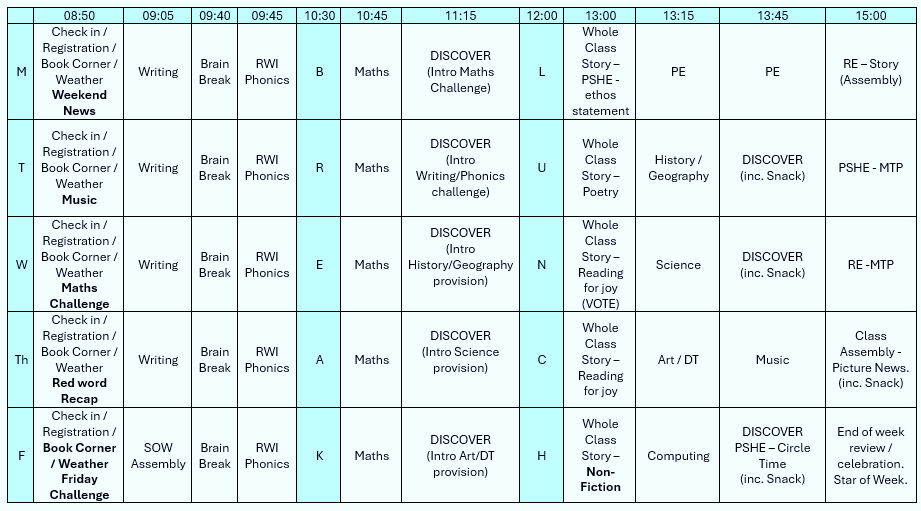 08:50 09:05 09:40 09:45 10:30 10:45 11:15 12:00 13:00 13:15 13:45 15:00
M
Check in /
Registration /
Book Corner /
Weather
Weekend
News
Writing
Brain
Break
RWI
Phonics
B
Maths
DISCOVER
(Intro Maths
Challenge)
L
Whole
Class
Story –
PSHE -
ethos
statement
PE
PE
RE – Story
(Assembly)
T
Check in /
Registration /
Book Corner /
Weather
Music
Writing
Brain
Break
RWI
Phonics
R
Maths
DISCOVER
(Intro
Writing/Phonics
challenge)
U
Whole
Class
Story –
Poetry
History /
Geography
DISCOVER
(inc. Snack)
PSHE - MTP
W
Check in /
Registration /
Book Corner /
Weather
Maths
Challenge
Writing
Brain
Break
RWI
Phonics
E
Maths
DISCOVER
(Intro
History/Geography
provision)
N
Whole
Class
Story –
Reading
for joy
(VOTE)
Science
DISCOVER
(inc. Snack)
RE -MTP
Th
Check in /
Registration /
Book Corner /
Weather
Red word
Recap
Writing
Brain
Break
RWI
Phonics
A
Maths
DISCOVER
(Intro Science
provision)
C
Whole
Class
Story –
Reading
for joy
Art / DT
Music
Class
Assembly -
Picture News.
(inc. Snack)
F
Check in /
Registration /
Book Corner
/ Weather
Friday
Challenge
SOW
Assembly
Brain
Break
RWI
Phonics
K
Maths
DISCOVER
(Intro Art/DT
provision)
H
Whole
Class
Story –
Non-
Fiction
Computing
DISCOVER
PSHE – Circle
Time
(inc. Snack)
End of week
review /
celebration.
Star of Week.